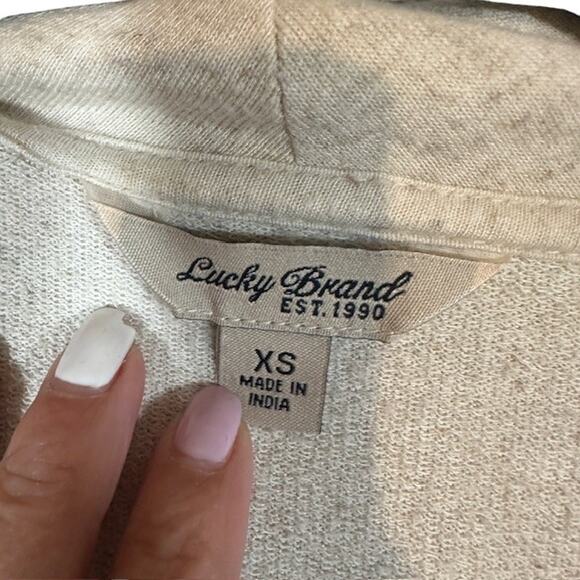 Lucky Brand
EST. 1990
XS
MADE IN
INDIA